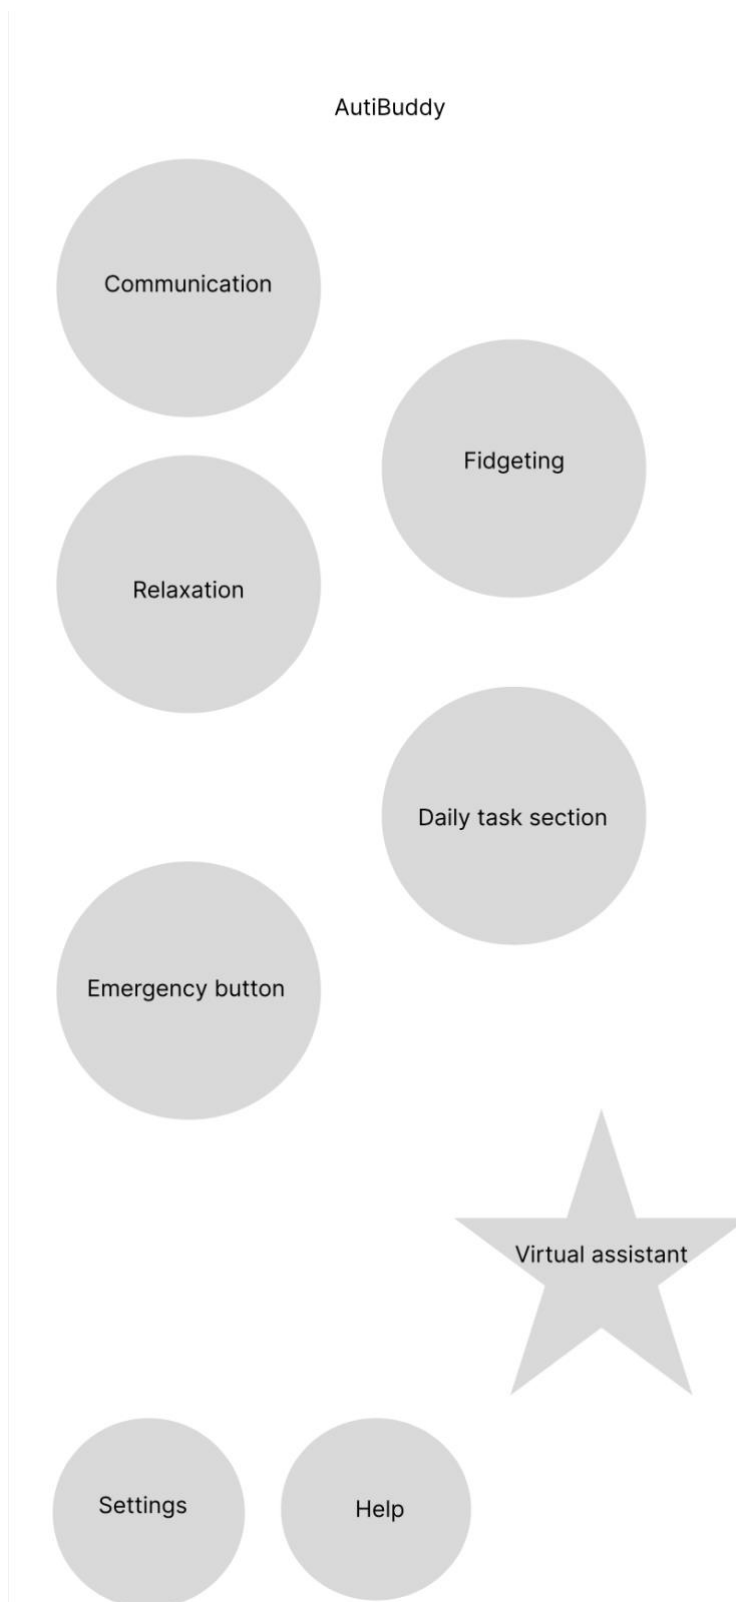 AutiBuddy
Communication
Fidgeting
Relaxation
Daily task section
Emergency button
Virtual assistant
Settings
Help